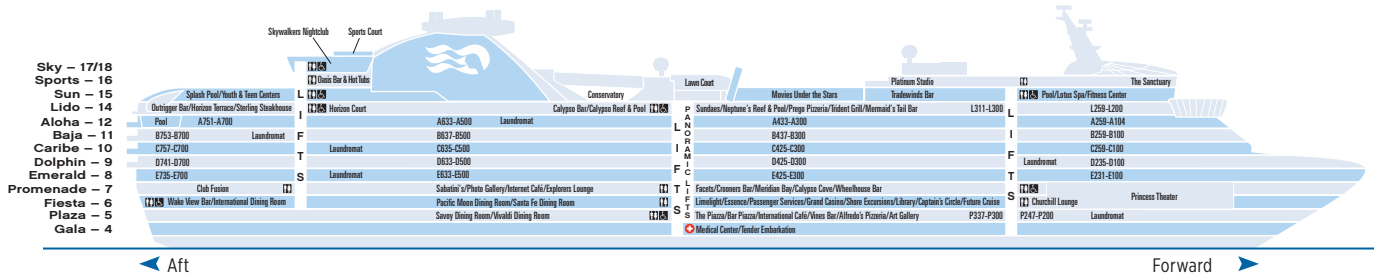 Skywalkers Nightclub
Sports Court
Sky – 17/18
Sports – 16 Oasis Bar & Hot Tubs Lawn Court Platinum Studio The Sanctuary
Sun – 15 Splash Pool/Youth & Teen Centers Conservatory Movies Under the Stars Tradewinds Bar Pool/Lotus Spa/Fitness Center
Lido – 14 Outrigger Bar/Horizon Terrace/Sterling Steakhouse Horizon Court Calypso Bar/Calypso Reef & Pool Sundaes/Neptune's Reef & Pool/Prego Pizzeria/Trident Grill/Mermaid's Tail Bar L311-L300 L259-L200
Aloha – 12 Pool A751-A700 A633-A500 Laundromat A433-A300 A259-A104
Baja – 11 B753-B700 Laundromat B637-B500 B437-B300 B259-B100
Caribe – 10 C757-C700 Laundromat C635-C500 C425-C300 C259-C100
Dolphin – 9 D741-D700 D633-D500 D425-D300 Laundromat D235-D100
Emerald – 8 E735-E700 Laundromat E633-E500 E425-E300 E231-E100
Promenade – 7 Club Fusion Sabatini's/Photo Gallery/Internet Café/Explorers Lounge Facets/Crooners Bar/Meridian Bay/Calypso Cove/Wheelhouse Bar
Fiesta – 6 Wake View Bar/International Dining Room Pacific Moon Dining Room/Santa Fe Dining Room Limelight/Essence/Passenger Services/Grand Casino/Shore Excursions/Library/Captain's Circle/Future Cruise Churchill Lounge Princess Theater
Plaza – 5 Savoy Dining Room/Vivaldi Dining Room The Piazza/Bar Piazza/International Café/Vines Bar/Alfredo's Pizzeria/Art Gallery P337-P300 P247-P200 Laundromat
Gala – 4 Medical Center/Tender Embarkation
LIFTS
LIFTS
PANORAMIC LIFTS
LIFTS
Aft Forward